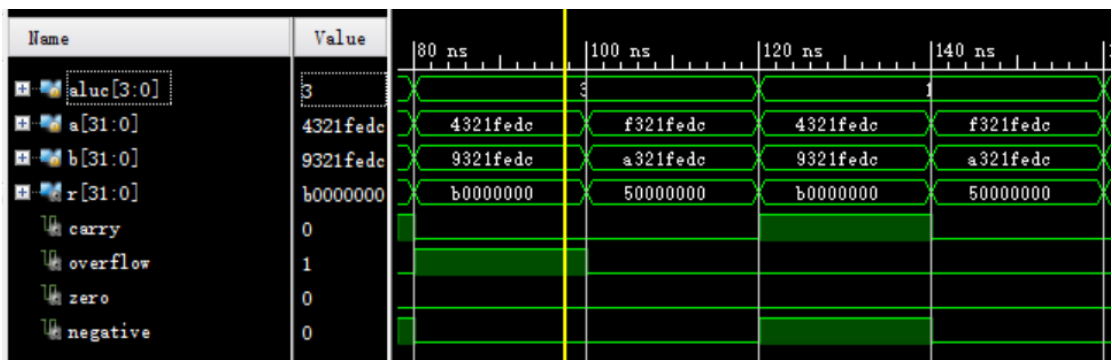 Name Value 80 ns 100 ns 120 ns 140 ns
aluc[3:0] 3 3 1
a[31:0] 4321fedc 4321fedc f321fedc 4321fedc f321fedc
b[31:0] 9321fedc 9321fedc a321fedc 9321fedc a321fedc
r[31:0] b0000000 b0000000 50000000 b0000000 50000000
carry 0
overflow 1
zero 0
negative 0